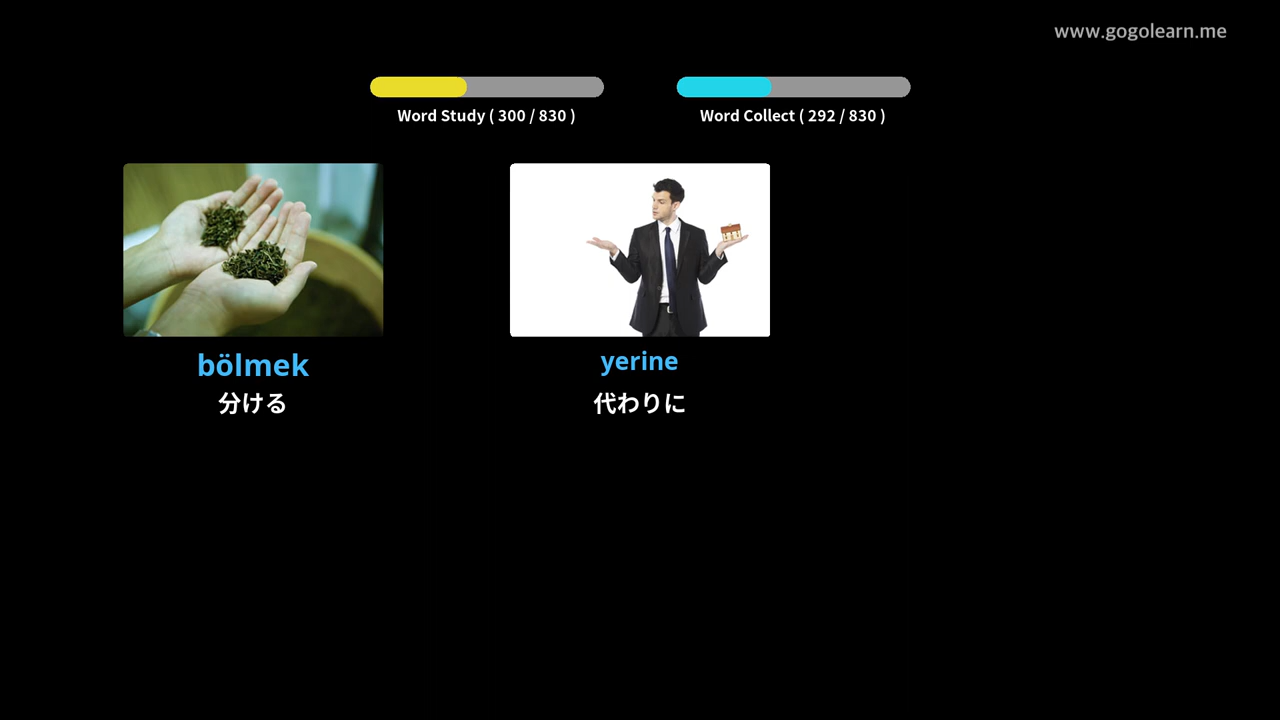 www.gogolearn.me
Word Study ( 300 / 830 )
Word Collect ( 292 / 830 )
bölmek
分ける
yerine
代わりに